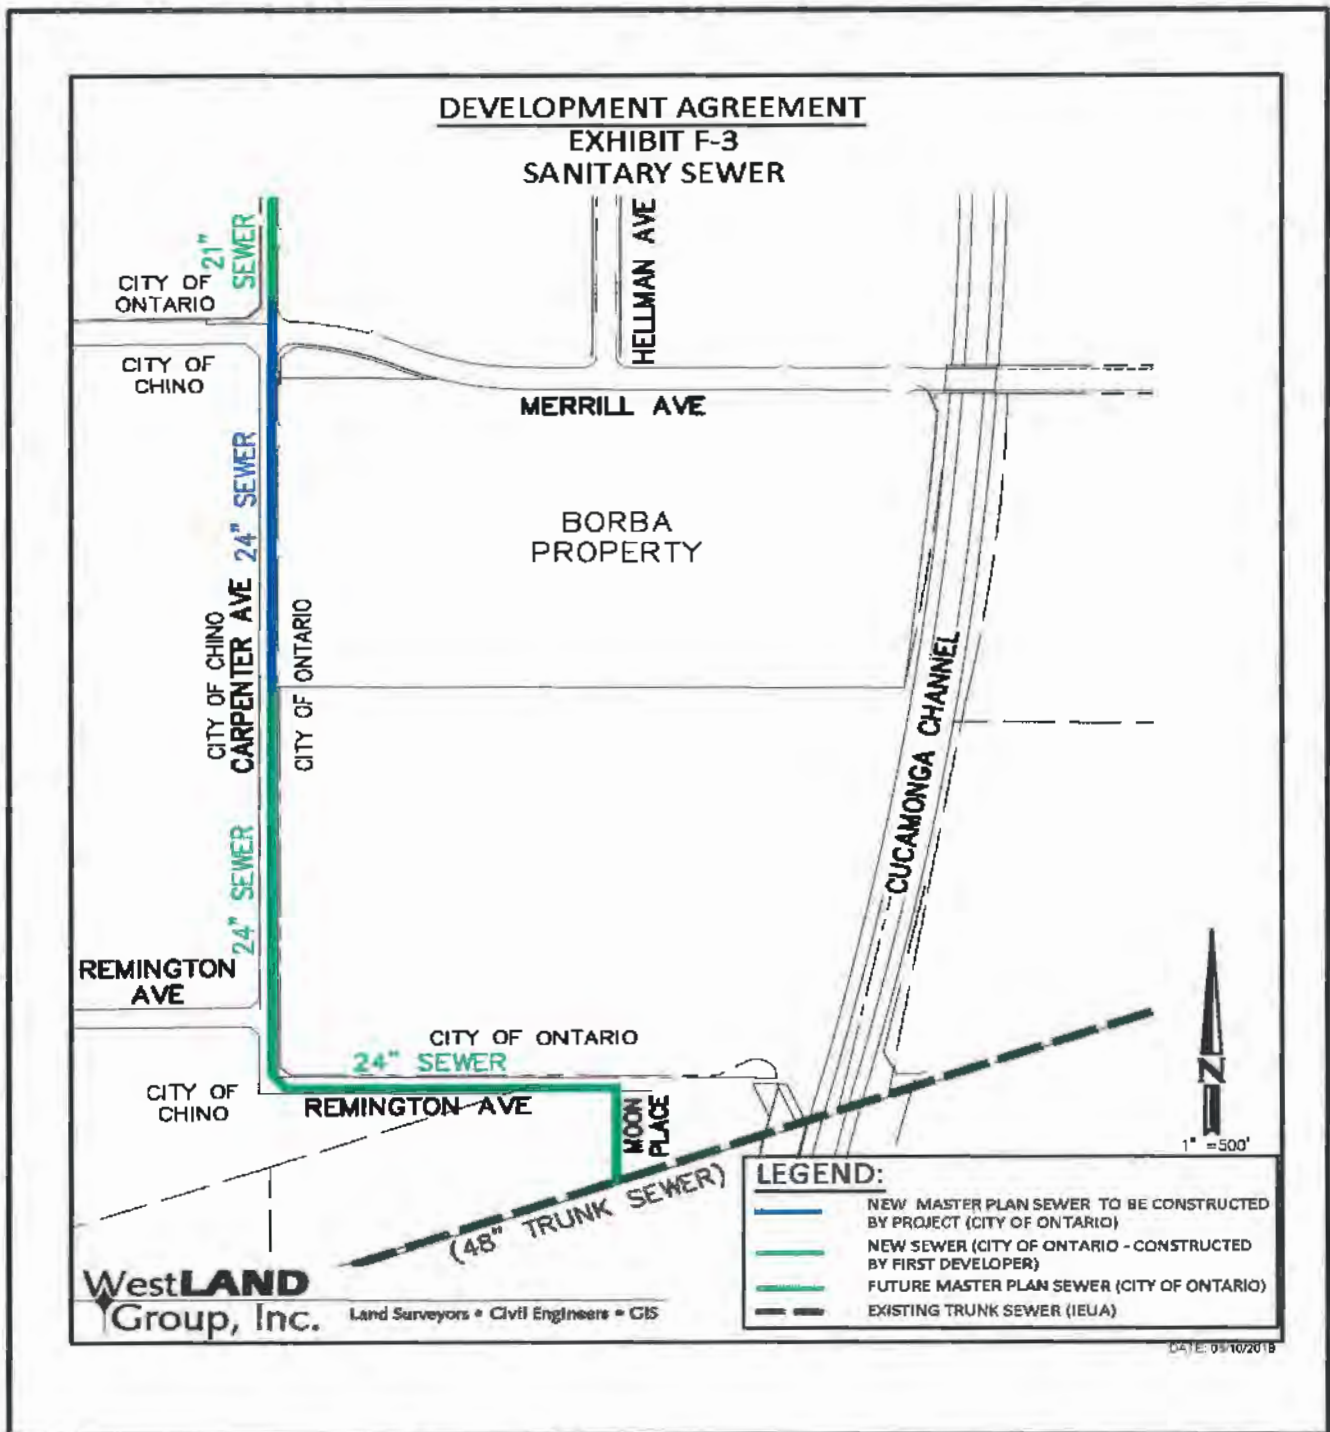 DEVELOPMENT AGREEMENT
EXHIBIT F-3
SANITARY SEWER
21"
SEWER
HELLMAN AVE
CITY OF
ONTARIO
CITY OF
CHINO
MERRILL AVE
24" SEWER
BORBA
PROPERTY
CITY OF CHINO
CARPENTER AVE
CITY OF ONTARIO
CUCAMONGA CHANNEL
24" SEWER
REMINGTON
AVE
CITY OF ONTARIO
24" SEWER
CITY OF
CHINO
REMINGTON AVE
MOON
PLACE
(48" TRUNK SEWER)
N
1" =500'
LEGEND:
NEW MASTER PLAN SEWER TO BE CONSTRUCTED
BY PROJECT (CITY OF ONTARIO)
NEW SEWER (CITY OF ONTARIO - CONSTRUCTED
BY FIRST DEVELOPER)
FUTURE MASTER PLAN SEWER (CITY OF ONTARIO)
EXISTING TRUNK SEWER (IEUA)
WestLAND
Group, Inc.
Land Surveyors • Civil Engineers • GIS
DATE: